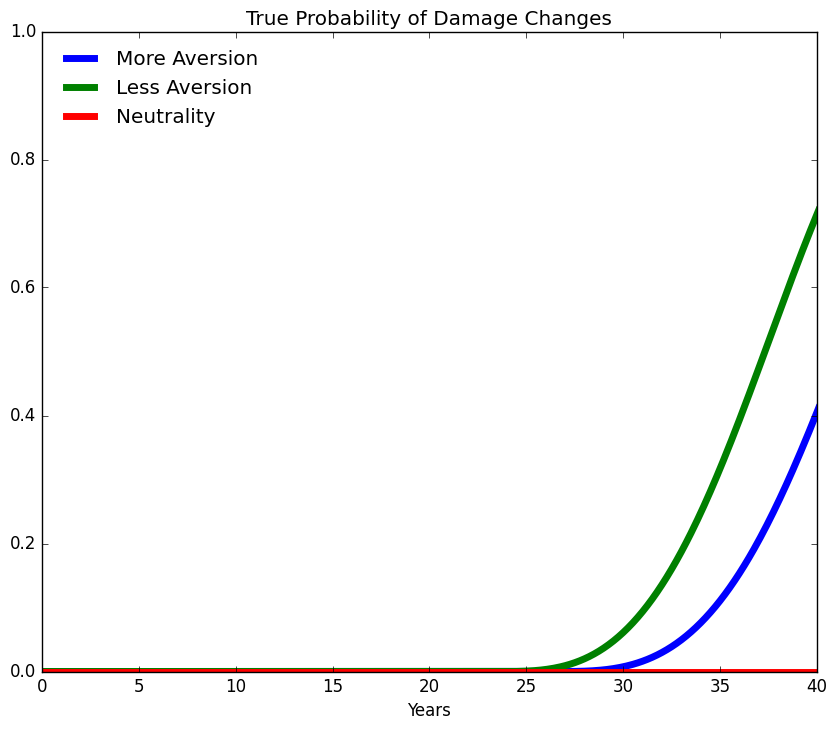 True Probability of Damage Changes
1.0
More Aversion
Less Aversion
Neutrality
0.8
0.6
0.4
0.2
0.0
0 5 10 15 20 25 30 35 40
Years